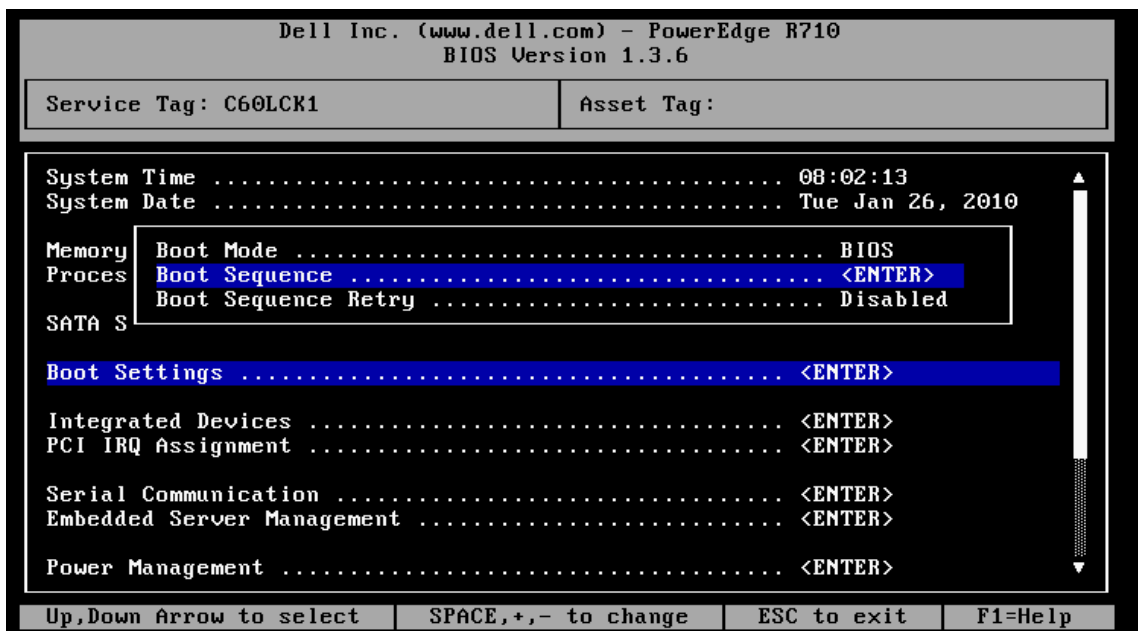 Dell Inc. (www.dell.com) - PowerEdge R710
BIOS Version 1.3.6
Service Tag: C60LCK1 Asset Tag:
System Time .......................................... 08:02:13
System Date .......................................... Tue Jan 26, 2010
Memory
Boot Mode ........................................ BIOS
Proces
Boot Sequence ................................... <ENTER>
Boot Sequence Retry ............................. Disabled
SATA S
Boot Settings ........................................ <ENTER>
Integrated Devices ................................... <ENTER>
PCI IRQ Assignment ................................... <ENTER>
Serial Communication ................................. <ENTER>
Embedded Server Management ........................... <ENTER>
Power Management ..................................... <ENTER>
Up,Down Arrow to select SPACE,+,- to change ESC to exit F1=Help